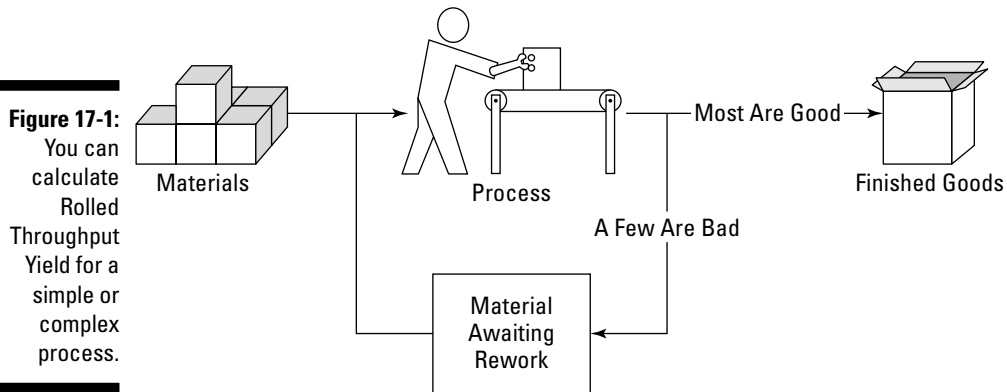 Figure 17-1:
You can
calculate
Rolled
Throughput
Yield for a
simple or
complex
process.
Materials
Process
Most Are Good
Finished Goods
A Few Are Bad
Material
Awaiting
Rework